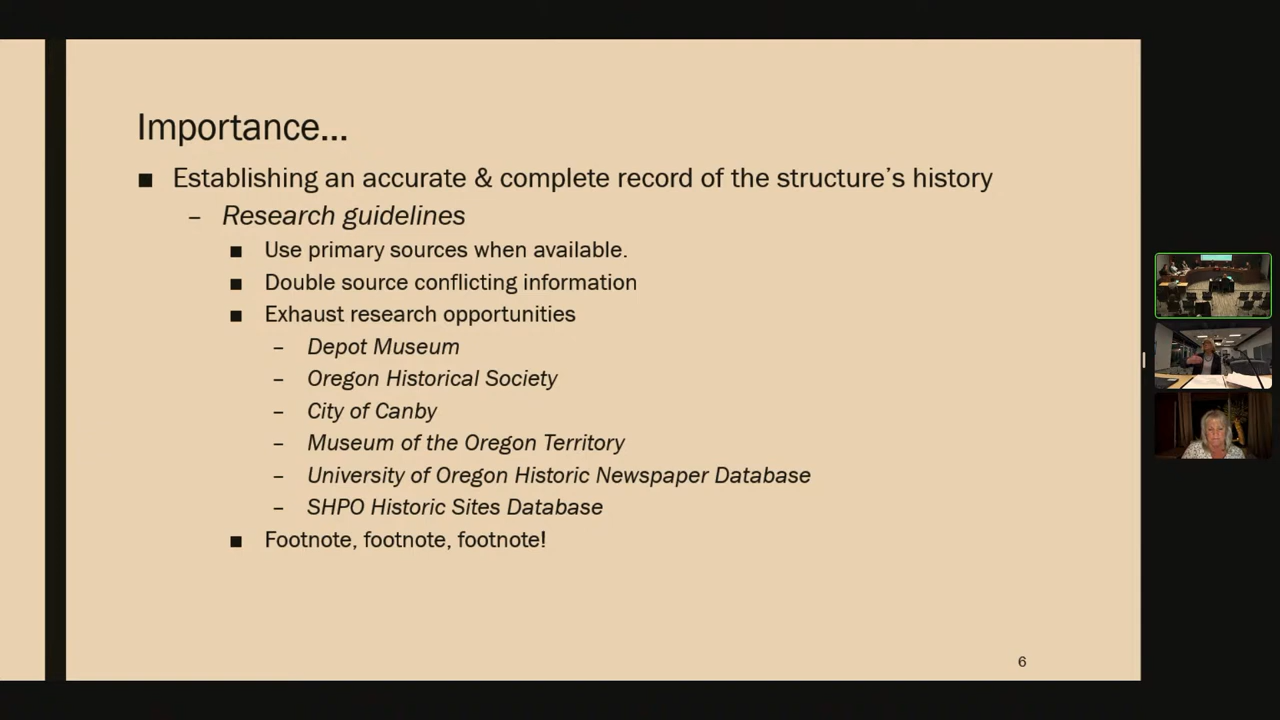 Importance...
■ Establishing an accurate & complete record of the structure's history
– Research guidelines
■ Use primary sources when available.
■ Double source conflicting information
■ Exhaust research opportunities
– Depot Museum
– Oregon Historical Society
– City of Canby
– Museum of the Oregon Territory
– University of Oregon Historic Newspaper Database
– SHPO Historic Sites Database
■ Footnote, footnote, footnote!
6